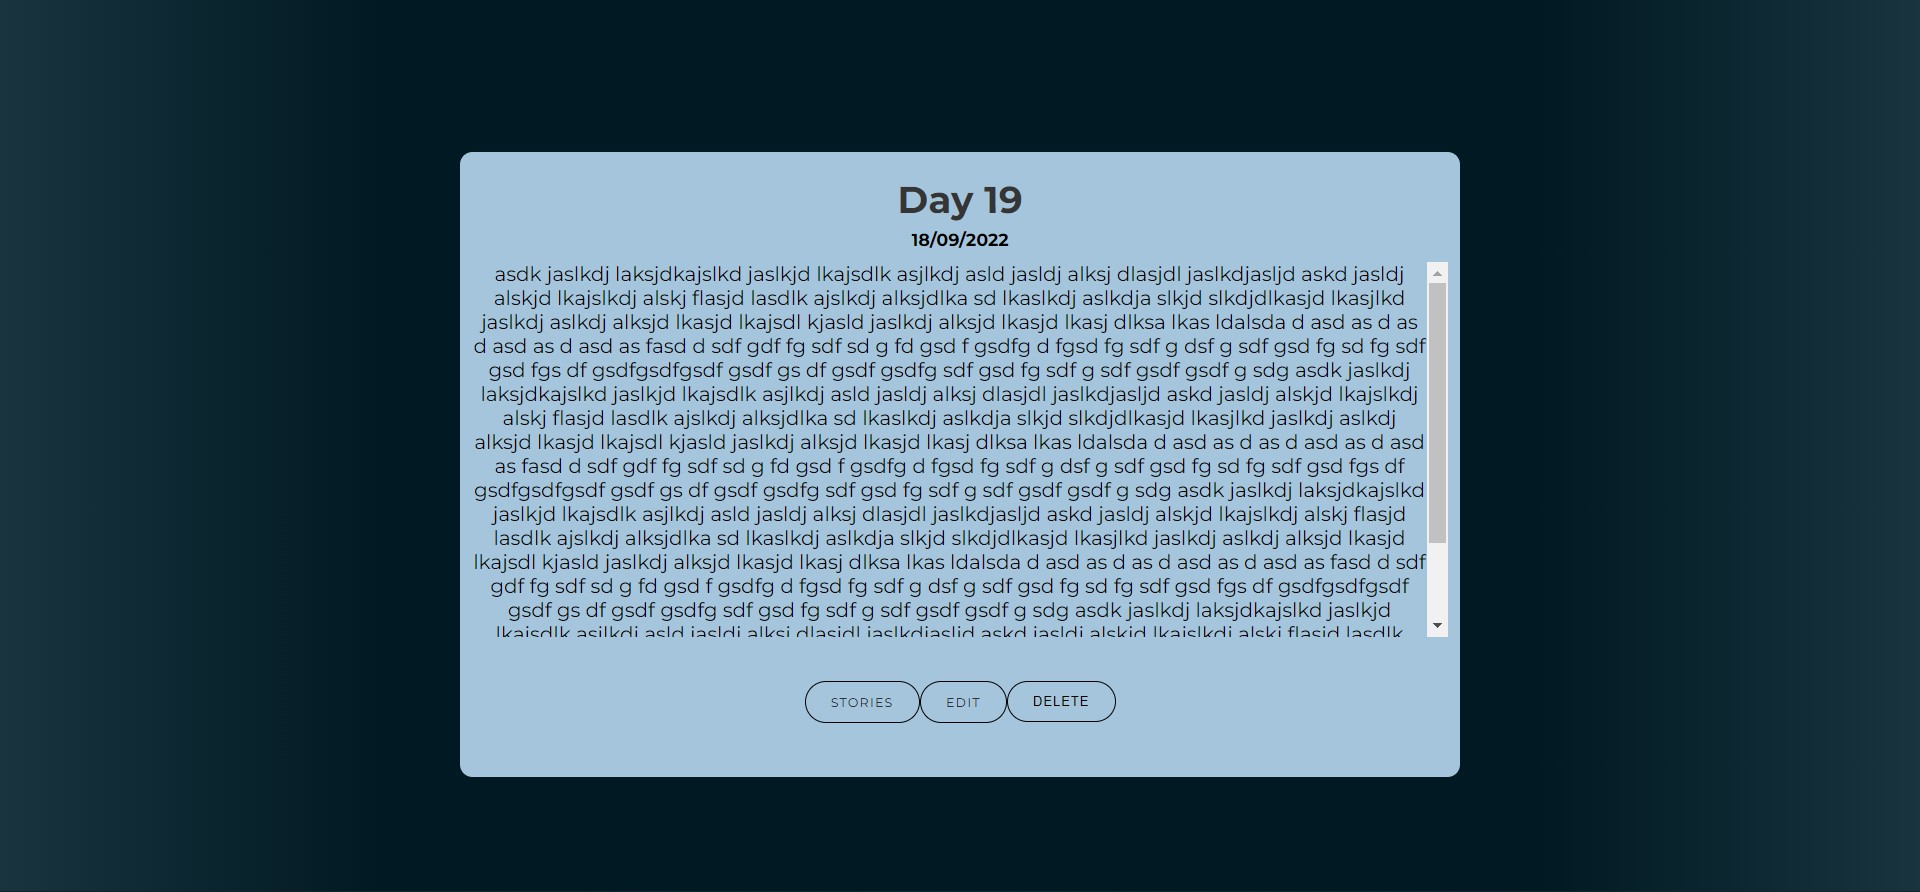 Day 19
18/09/2022
asdk jaslkdj laksjdkajslkd jaslkjd lkajsdlk asjlkdj asld jasldj alksj dlasjdl jaslkdjasljd askd jasldj
alskjd lkajslkdj alskj flasjd lasdlk ajslkdj alksjdlka sd lkaslkdj aslkdja slkjd slkdjdlkasjd lkasjlkd
jaslkdj aslkdj alksjd lkasjd lkajsdl kjasld jaslkdj alksjd lkasjd lkasj dlksa lkas ldalsda d asd as d as
d asd as d asd as fasd d sdf gdf fg sdf sd g fd gsd f gsdfg d fgsd fg sdf g dsf g sdf gsd fg sd fg sdf
gsd fgs df gsdfgsdfgsdf gsdf gs df gsdf gsdfg sdf gsd fg sdf g sdf gsdf gsdf g sdg asdk jaslkdj
laksjdkajslkd jaslkjd lkajsdlk asjlkdj asld jasldj alksj dlasjdl jaslkdjasljd askd jasldj alskjd lkajslkdj
alskj flasjd lasdlk ajslkdj alksjdlka sd lkaslkdj aslkdja slkjd slkdjdlkasjd lkasjlkd jaslkdj aslkdj
alksjd lkasjd lkajsdl kjasld jaslkdj alksjd lkasjd lkasj dlksa lkas ldalsda d asd as d as d asd as d asd
as fasd d sdf gdf fg sdf sd g fd gsd f gsdfg d fgsd fg sdf g dsf g sdf gsd fg sd fg sdf gsd fgs df
gsdfgsdfgsdf gsdf gs df gsdf gsdfg sdf gsd fg sdf g sdf gsdf gsdf g sdg asdk jaslkdj laksjdkajslkd
jaslkjd lkajsdlk asjlkdj asld jasldj alksj dlasjdl jaslkdjasljd askd jasldj alskjd lkajslkdj alskj flasjd
lasdlk ajslkdj alksjdlka sd lkaslkdj aslkdja slkjd slkdjdlkasjd lkasjlkd jaslkdj aslkdj alksjd lkasjd
lkajsdl kjasld jaslkdj alksjd lkasjd lkasj dlksa lkas ldalsda d asd as d as d asd as d asd as fasd d sdf
gdf fg sdf sd g fd gsd f gsdfg d fgsd fg sdf g dsf g sdf gsd fg sd fg sdf gsd fgs df gsdfgsdfgsdf
gsdf gs df gsdf gsdfg sdf gsd fg sdf g sdf gsdf gsdf g sdg asdk jaslkdj laksjdkajslkd jaslkjd
lkajsdlk asjlkdj asld jasldj alksj dlasjdl jaslkdjasljd askd jasldj alskjd lkajslkdj alskj flasjd lasdlk
STORIES
EDIT
DELETE